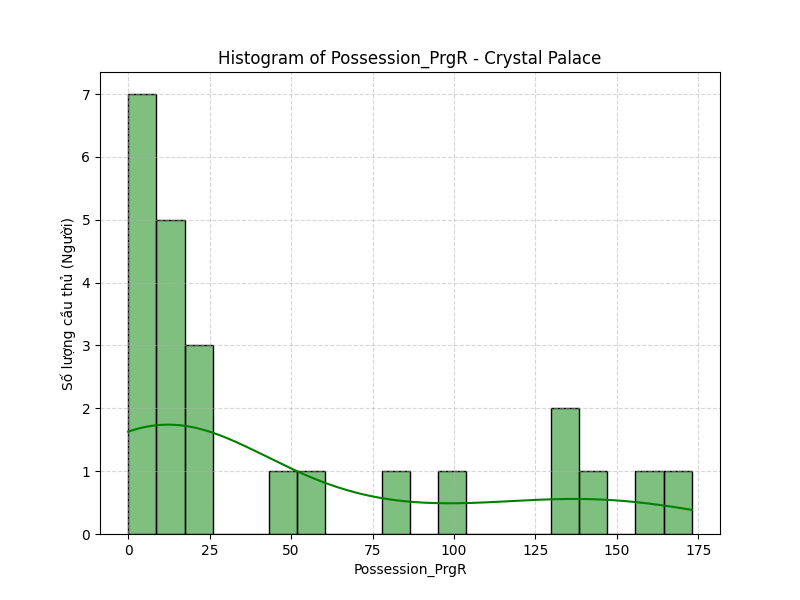 Histogram of Possession_PrgR - Crystal Palace
Số lượng cầu thủ (Người)
7
6
5
4
3
2
1
0
0 25 50 75 100 125 150 175
Possession_PrgR